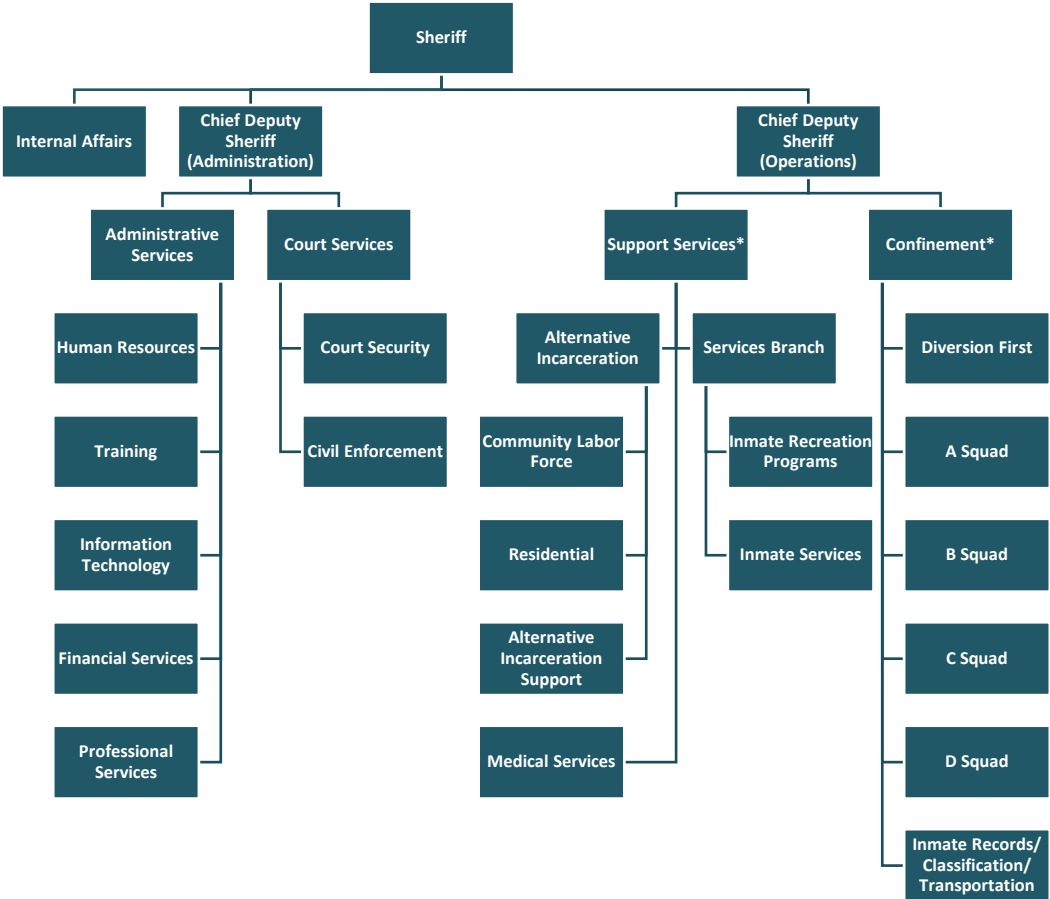 Sheriff
Internal Affairs
Chief Deputy
Sheriff
(Administration)
Chief Deputy
Sheriff
(Operations)
Administrative
Services
Court Services
Support Services*
Confinement*
Human Resources
Court Security
Alternative
Incarceration
Services Branch
Diversion First
Training
Civil Enforcement
Community Labor
Force
Inmate Recreation
Programs
A Squad
Information
Technology
Residential
Inmate Services
B Squad
Financial Services
Alternative
Incarceration
Support
C Squad
Professional
Services
Medical Services
D Squad
Inmate Records/
Classification/
Transportation